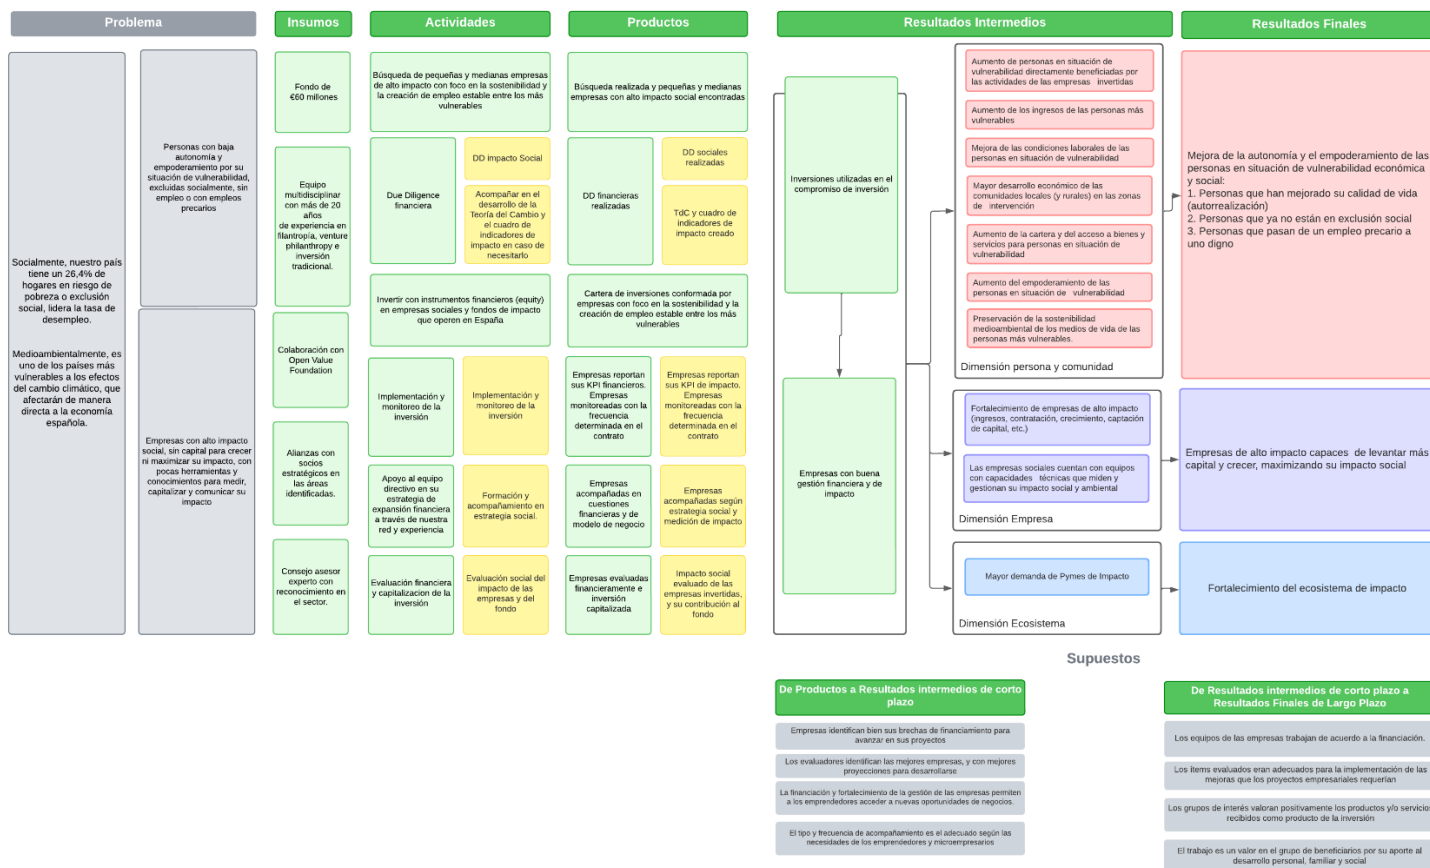 Problema
Insumos
Actividades
Productos
Resultados Intermedios
Resultados Finales
Socialmente, nuestro país
tiene un 26,4% de
hogares en riesgo de
pobreza o exclusión
social, lidera la tasa de
desempleo.
Medioambientalmente, es
uno de los países más
vulnerables a los efectos
del cambio climático, que
afectarán de manera
directa a la economía
española.
Personas con baja
autonomía y
empoderamiento por su
situación de vulnerabilidad,
excluidas socialmente, sin
empleo o con empleos
precarios
Empresas con alto impacto
social, sin capital para crecer
ni maximizar su impacto, con
pocas herramientas y
conocimientos para medir,
capitalizar y comunicar su
impacto
Fondo de
€60 millones
Equipo
multidisciplinar
con más de 20
años
de experiencia en
filantropía, venture
philanthropy e
inversión
tradicional.
Colaboración con
Open Value
Foundation
Alianzas con
socios
estratégicos en
las áreas
identificadas.
Consejo asesor
experto con
reconocimiento en
el sector.
Búsqueda de pequeñas y medianas empresas
de alto impacto con foco en la sostenibilidad y
la creación de empleo estable entre los más
vulnerables
Due Diligence
financiera
DD impacto Social
Acompañar en el
desarrollo de la
Teoría del Cambio y
el cuadro de
indicadores de
impacto en caso de
necesitarlo
Invertir con instrumentos financieros (equity)
en empresas sociales y fondos de impacto
que operen en España
Implementación y
monitoreo de la
inversión
Implementación y
monitoreo de la
inversión
Apoyo al equipo
directivo en su
estrategia de
expansión financiera
a través de nuestra
red y experiencia
Formación y
acompañamiento en
estrategia social.
Evaluación financiera
y capitalizacion de la
inversión
Evaluación social del
impacto de las
empresas y del
fondo
Búsqueda realizada y pequeñas y medianas
empresas con alto impacto social encontradas
DD financieras
realizadas
DD sociales
realizadas
TdC y cuadro de
indicadores de
impacto creado
Cartera de inversiones conformada por
empresas con foco en la sostenibilidad y la
creación de empleo estable entre los más
vulnerables
Empresas reportan
sus KPI financieros.
Empresas
monitoreadas con la
frecuencia
determinada en el
contrato
Empresas reportan
sus KPI de impacto.
Empresas
monitoreadas con la
frecuencia
determinada en el
contrato
Empresas
acompañadas en
cuestiones
financieras y de
modelo de negocio
Empresas
acompañadas según
estrategia social y
medición de impacto
Empresas evaluadas
financieramente e
inversión
capitalizada
Impacto social
evaluado de las
empresas invertidas,
y su contribución al
fondo
Inversiones utilizadas en el
compromiso de inversión
Empresas con buena
gestión financiera y de
impacto
Aumento de personas en situación de
vulnerabilidad directamente beneficiadas por
las actividades de las empresas invertidas
Aumento de los ingresos de las personas más
vulnerables
Mejora de las condiciones laborales de las
personas en situación de vulnerabilidad
Mayor desarrollo económico de las
comunidades locales (y rurales) en las zonas
de intervención
Aumento de la cartera y del acceso a bienes y
servicios para personas en situación de
vulnerabilidad
Aumento del empoderamiento de las
personas en situación de vulnerabilidad
Preservación de la sostenibilidad
medioambiental de los medios de vida de las
personas más vulnerables.
Dimensión persona y comunidad
Fortalecimiento de empresas de alto impacto
(ingresos, contratación, crecimiento, captación
de capital, etc.)
Las empresas sociales cuentan con equipos
con capacidades técnicas que miden y
gestionan su impacto social y ambiental
Dimensión Empresa
Mayor demanda de Pymes de Impacto
Dimensión Ecosistema
Mejora de la autonomía y el empoderamiento de las
personas en situación de vulnerabilidad económica
y social:
1. Personas que han mejorado su calidad de vida
(autorrealización)
2. Personas que ya no están en exclusión social
3. Personas que pasan de un empleo precario a
uno digno
Empresas de alto impacto capaces de levantar más
capital y crecer, maximizando su impacto social
Fortalecimiento del ecosistema de impacto
Supuestos
De Productos a Resultados intermedios de corto
plazo
Empresas identifican bien sus brechas de financiamiento para
avanzar en sus proyectos
Los evaluadores identifican las mejores empresas, y con mejores
proyecciones para desarrollarse
La financiación y fortalecimiento de la gestión de las empresas permiten
a los emprendedores acceder a nuevas oportunidades de negocios.
El tipo y frecuencia de acompañamiento es el adecuado según las
necesidades de los emprendedores y microempresarios
De Resultados intermedios de corto plazo a
Resultados Finales de Largo Plazo
Los equipos de las empresas trabajan de acuerdo a la financiación.
Los ítems evaluados eran adecuados para la implementación de las
mejoras que los proyectos empresariales requerían
Los grupos de interés valoran positivamente los productos y/o servicios
recibidos como producto de la inversión
El trabajo es un valor en el grupo de beneficiarios por su aporte al
desarrollo personal, familiar y social